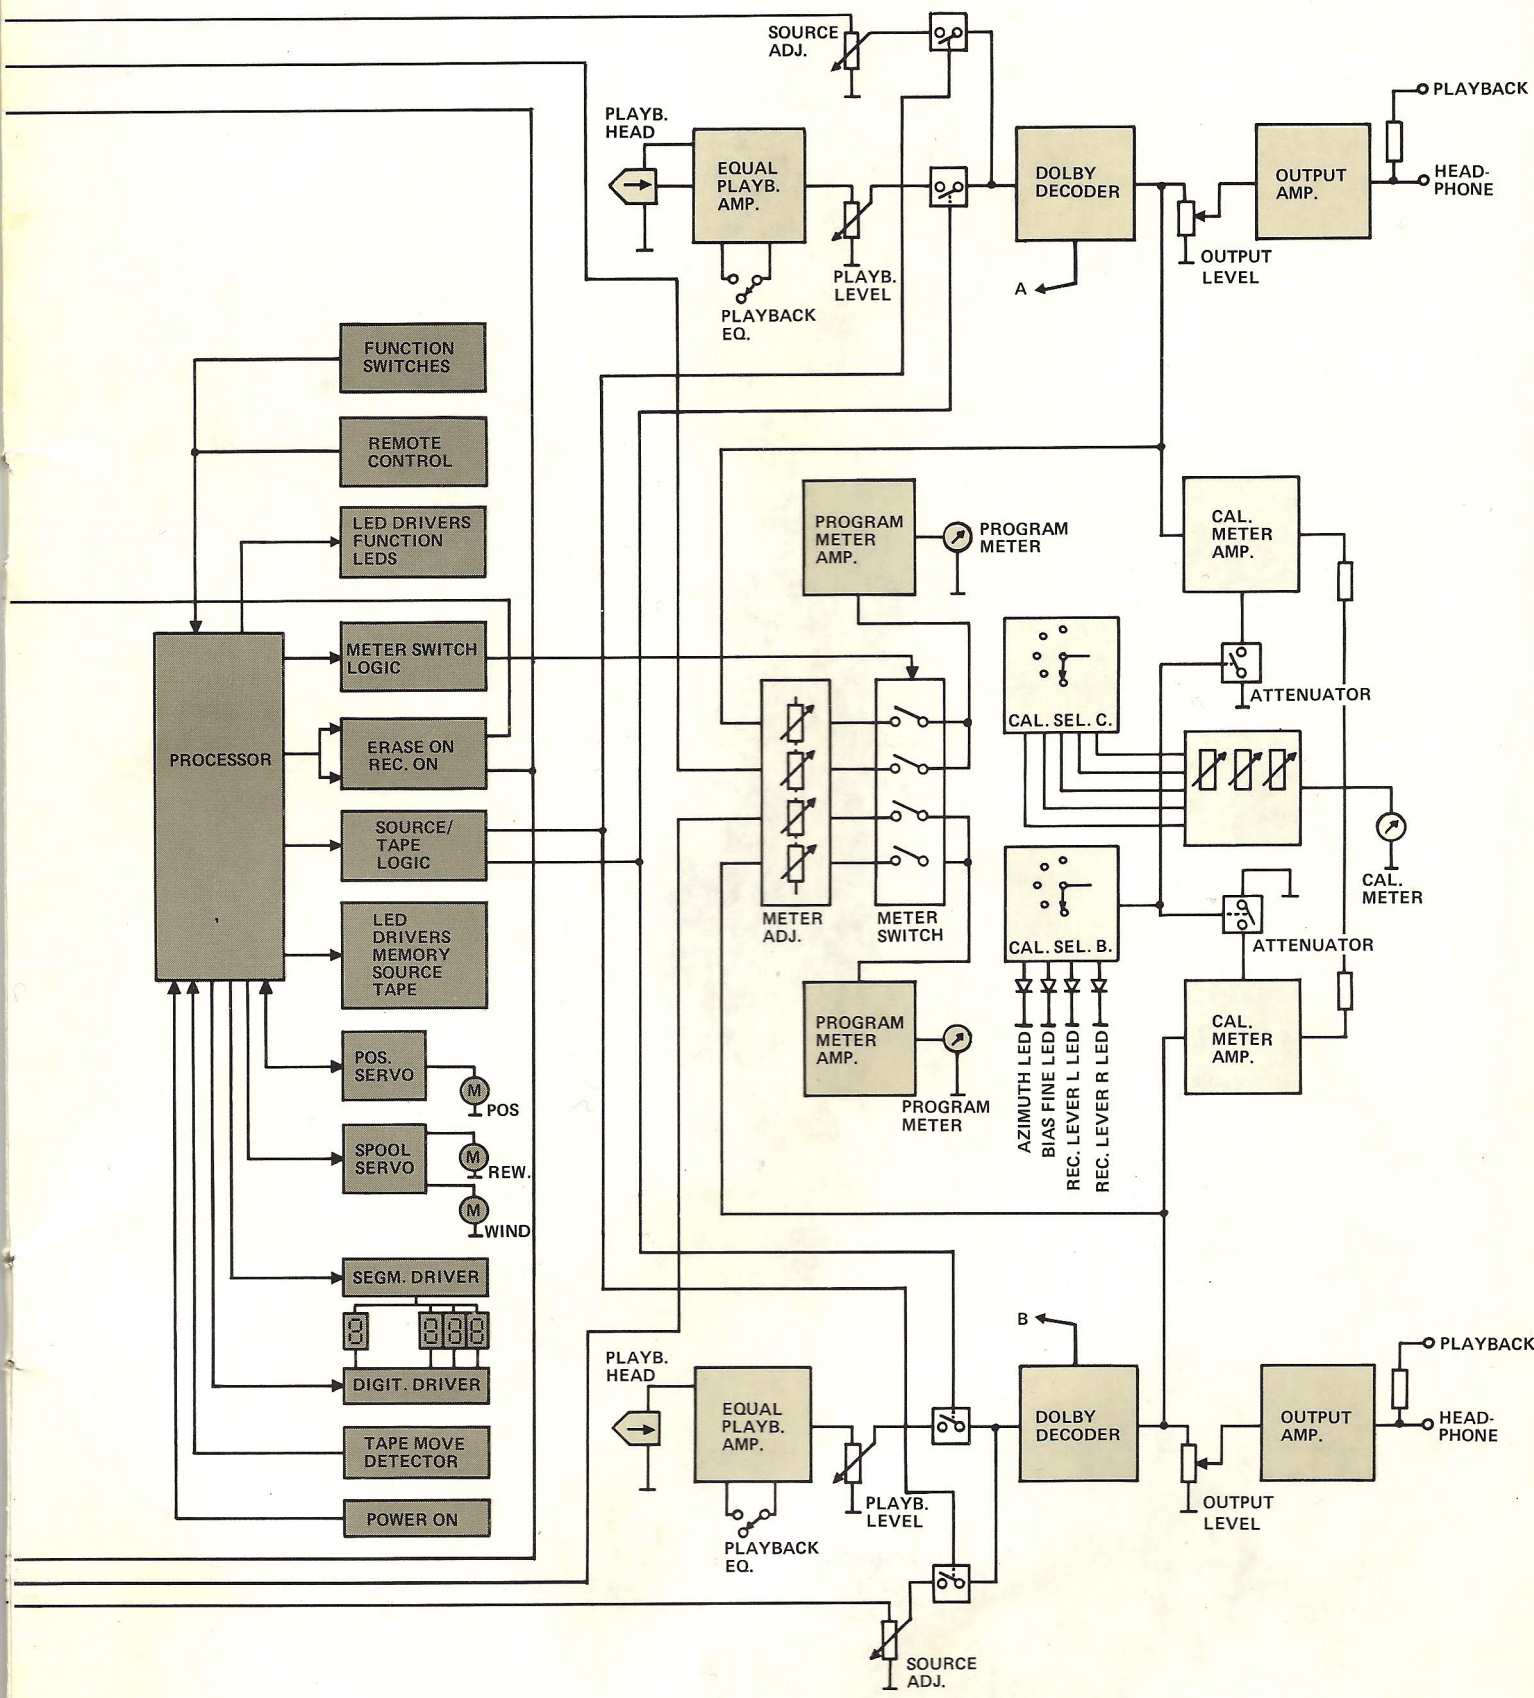 SOURCE
ADJ.
PLAYBACK
PLAYB.
HEAD
EQUAL
PLAYB.
AMP.
DOLBY
DECODER
OUTPUT
AMP.
HEAD-
PHONE
PLAYB.
LEVEL
OUTPUT
LEVEL
A
PLAYBACK
EQ.
FUNCTION
SWITCHES
REMOTE
CONTROL
LED DRIVERS
FUNCTION
LEDS
PROGRAM
METER
AMP.
PROGRAM
METER
CAL.
METER
AMP.
METER SWITCH
LOGIC
CAL. SEL. C.
ATTENUATOR
PROCESSOR
ERASE ON
REC. ON
SOURCE/
TAPE
LOGIC
CAL.
METER
LED
DRIVERS
MEMORY
SOURCE
TAPE
METER
ADJ.
METER
SWITCH
CAL. SEL. B.
ATTENUATOR
PROGRAM
METER
AMP.
PROGRAM
METER
AZIMUTH LED
BIAS FINE LED
REC. LEVER L LED
REC. LEVER R LED
CAL.
METER
AMP.
POS.
SERVO
M
POS
SPOOL
SERVO
M
REW.
M
WIND
SEGM. DRIVER
8
8
8
8
DIGIT. DRIVER
TAPE MOVE
DETECTOR
POWER ON
B
PLAYBACK
PLAYB.
HEAD
EQUAL
PLAYB.
AMP.
DOLBY
DECODER
OUTPUT
AMP.
HEAD-
PHONE
PLAYB.
LEVEL
OUTPUT
LEVEL
PLAYBACK
EQ.
SOURCE
ADJ.